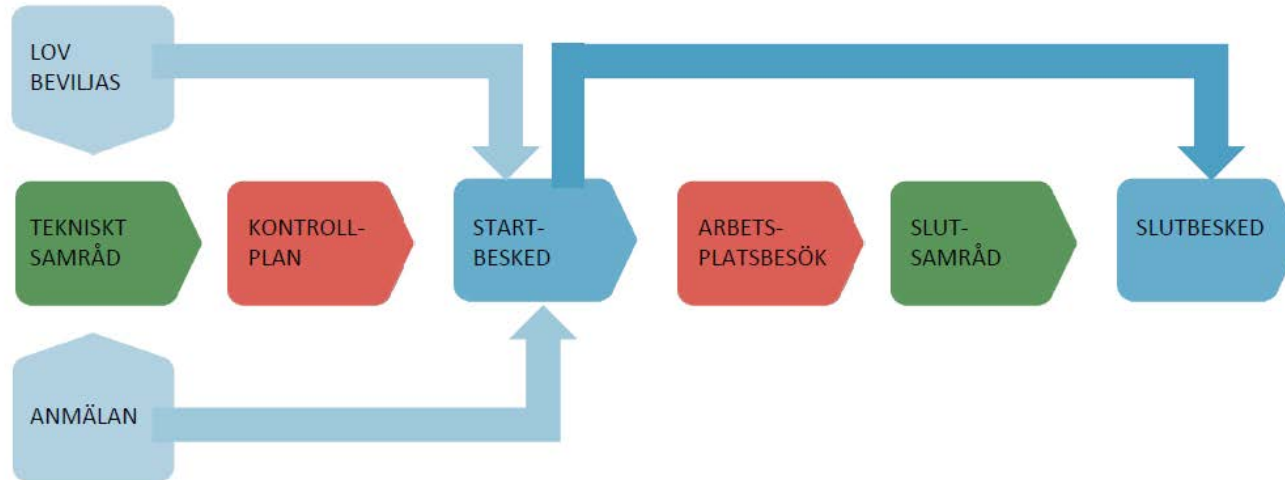 LOV
BEVILJAS
TEKNISKT
SAMRÅD
KONTROLL-
PLAN
START-
BESKED
ARBETS-
PLATSBESÖK
SLUT-
SAMRÅD
SLUTBESKED
ANMÄLAN